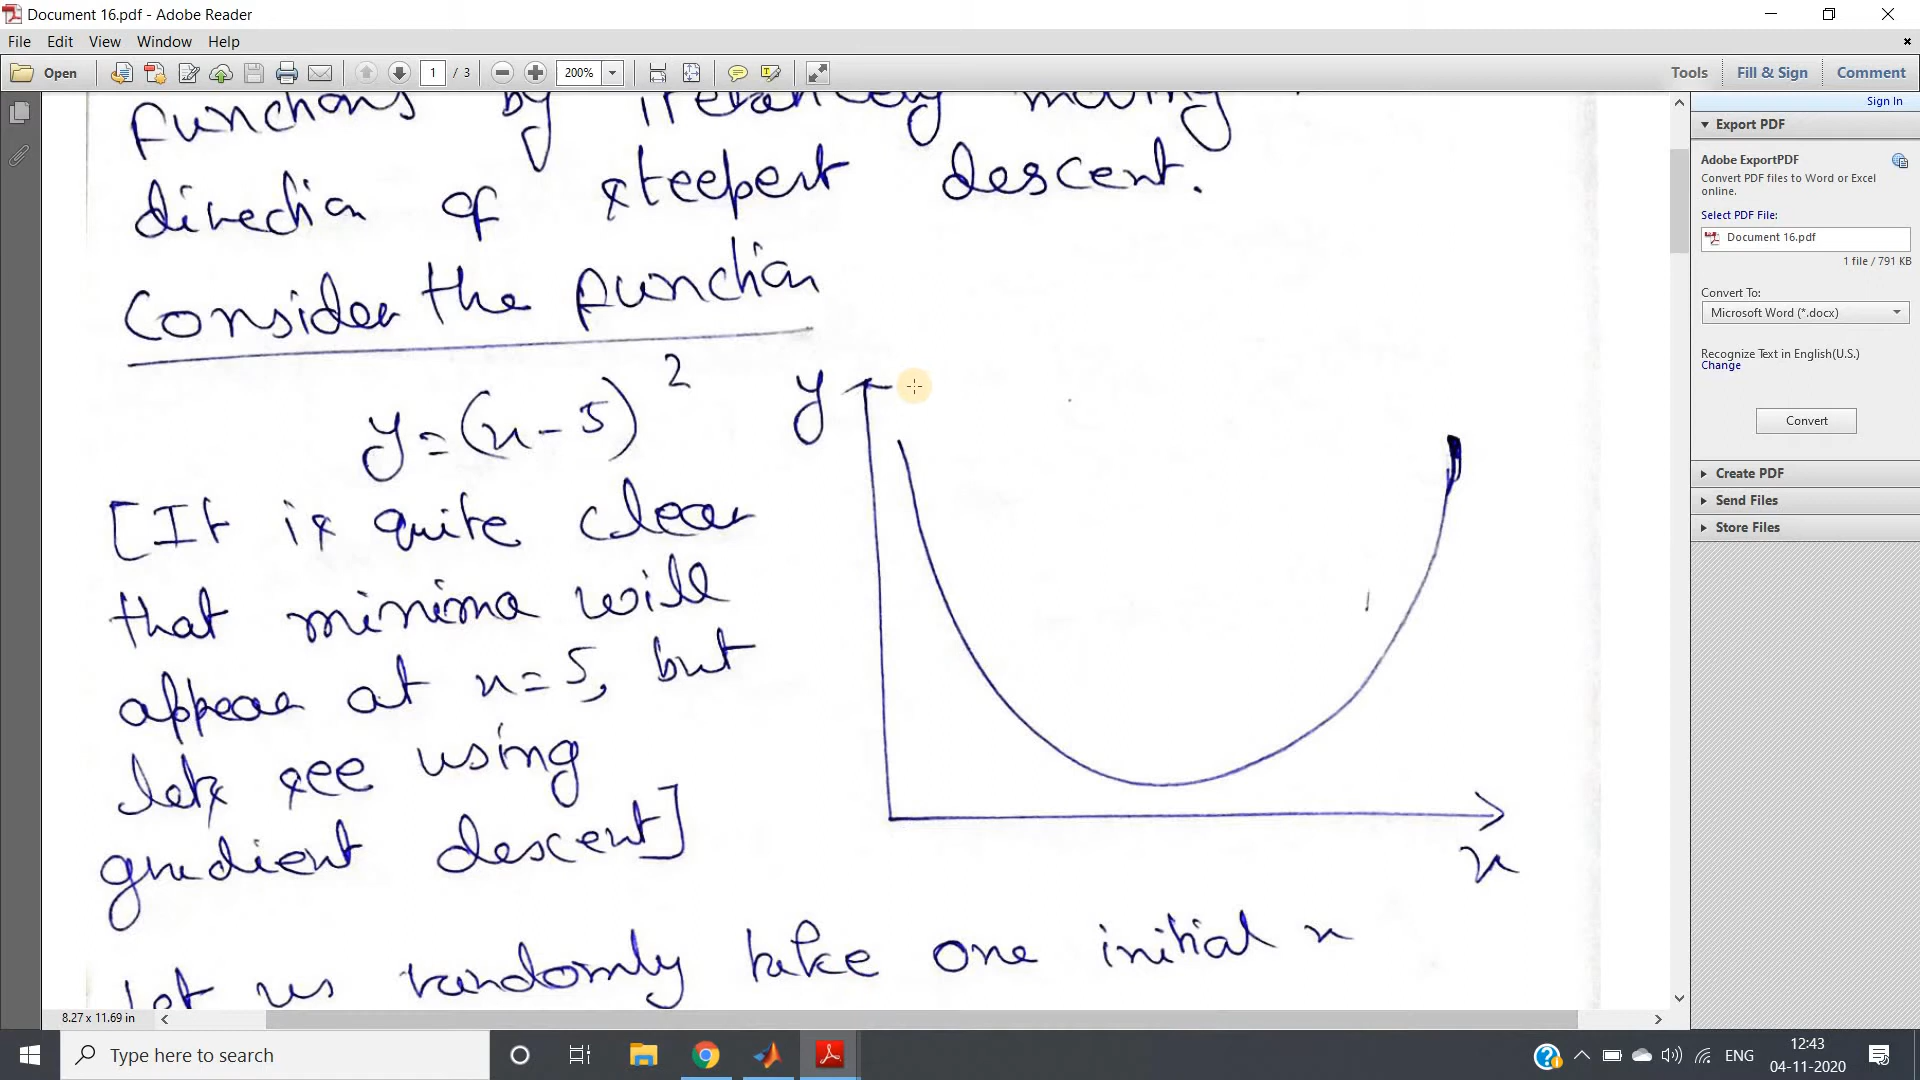 Document 16.pdf - Adobe Reader
File Edit View Window Help
Open 1 / 3 200% Tools Fill & Sign Comment
functions by iteratively moving
direction of steepest descent.
Consider the function
y = (x - 5)²
y
[It is quite clear
that minima will
appear at x = 5, but
lets see using
gradient descent]
x
Let us randomly take one initial x
8.27 x 11.69 in
Sign In
Export PDF
Adobe ExportPDF
Convert PDF files to Word or Excel
online.
Select PDF File:
Document 16.pdf
1 file / 791 KB
Convert To:
Microsoft Word (*.docx)
Recognize Text in English(U.S.)
Change
Convert
Create PDF
Send Files
Store Files
Type here to search
ENG
12:43
04-11-2020